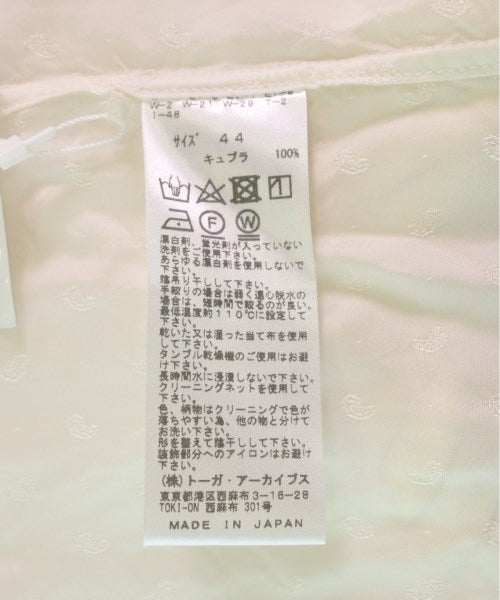 W-2 W-21 W-29 T-2
I-48
サイズ 44
キュプラ 100%
F W
漂白剤、蛍光剤が入っていない
洗剤をご使用下さい。
あらゆる漂白剤を使用しないで
下さい。
陰吊り干しして下さい。
手絞りの場合は弱く遠心脱水の
場合は、短時間で絞るのが良い。
最低温度約110℃に設定して
下さい。
乾いた又は湿った当て布を使用
して下さい。
タンブル乾燥機のご使用はお避
け下さい。
長時間水に浸漬しないで下さい。
クリーニングネットを使用して
下さい。
色、柄物はクリーニングで色が
落ちやすい為、他の物と分けて
お洗い下さい。
形を整えて陰干しして下さい。
装飾部分へのアイロンはお避け
下さい。
(株)トーガ・アーカイブス
東京都港区西麻布3-16-28
TOKI-ON 西麻布 301号
MADE IN JAPAN